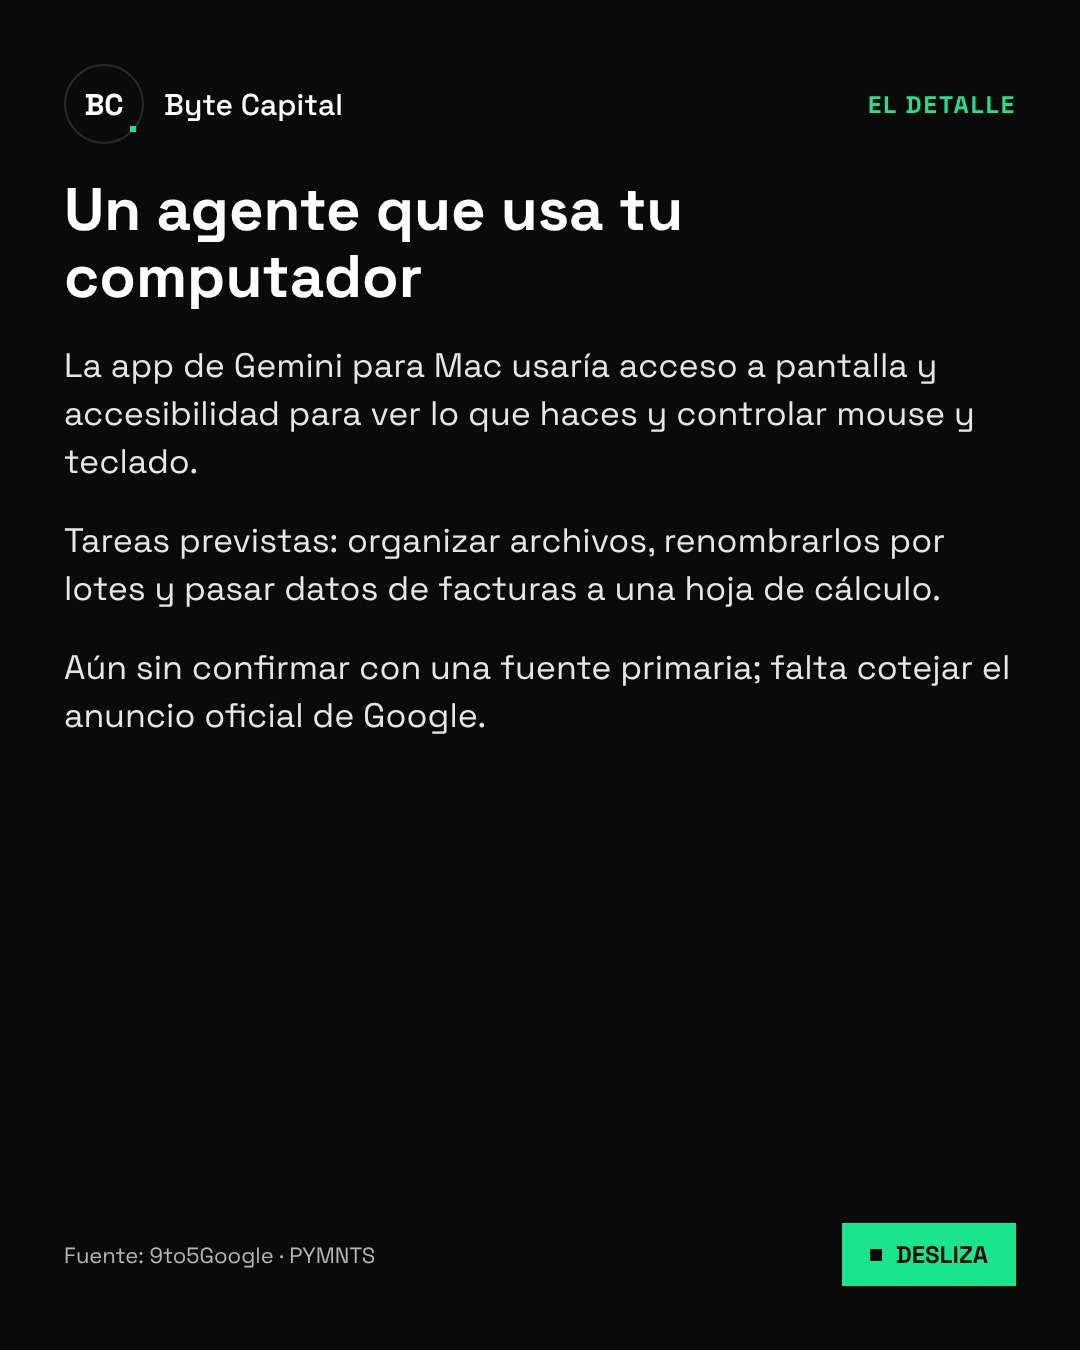 BC
Byte Capital
EL DETALLE
Un agente que usa tu
computador
La app de Gemini para Mac usaría acceso a pantalla y
accesibilidad para ver lo que haces y controlar mouse y
teclado.
Tareas previstas: organizar archivos, renombrarlos por
lotes y pasar datos de facturas a una hoja de cálculo.
Aún sin confirmar con una fuente primaria; falta cotejar el
anuncio oficial de Google.
Fuente: 9to5Google · PYMNTS
DESLIZA